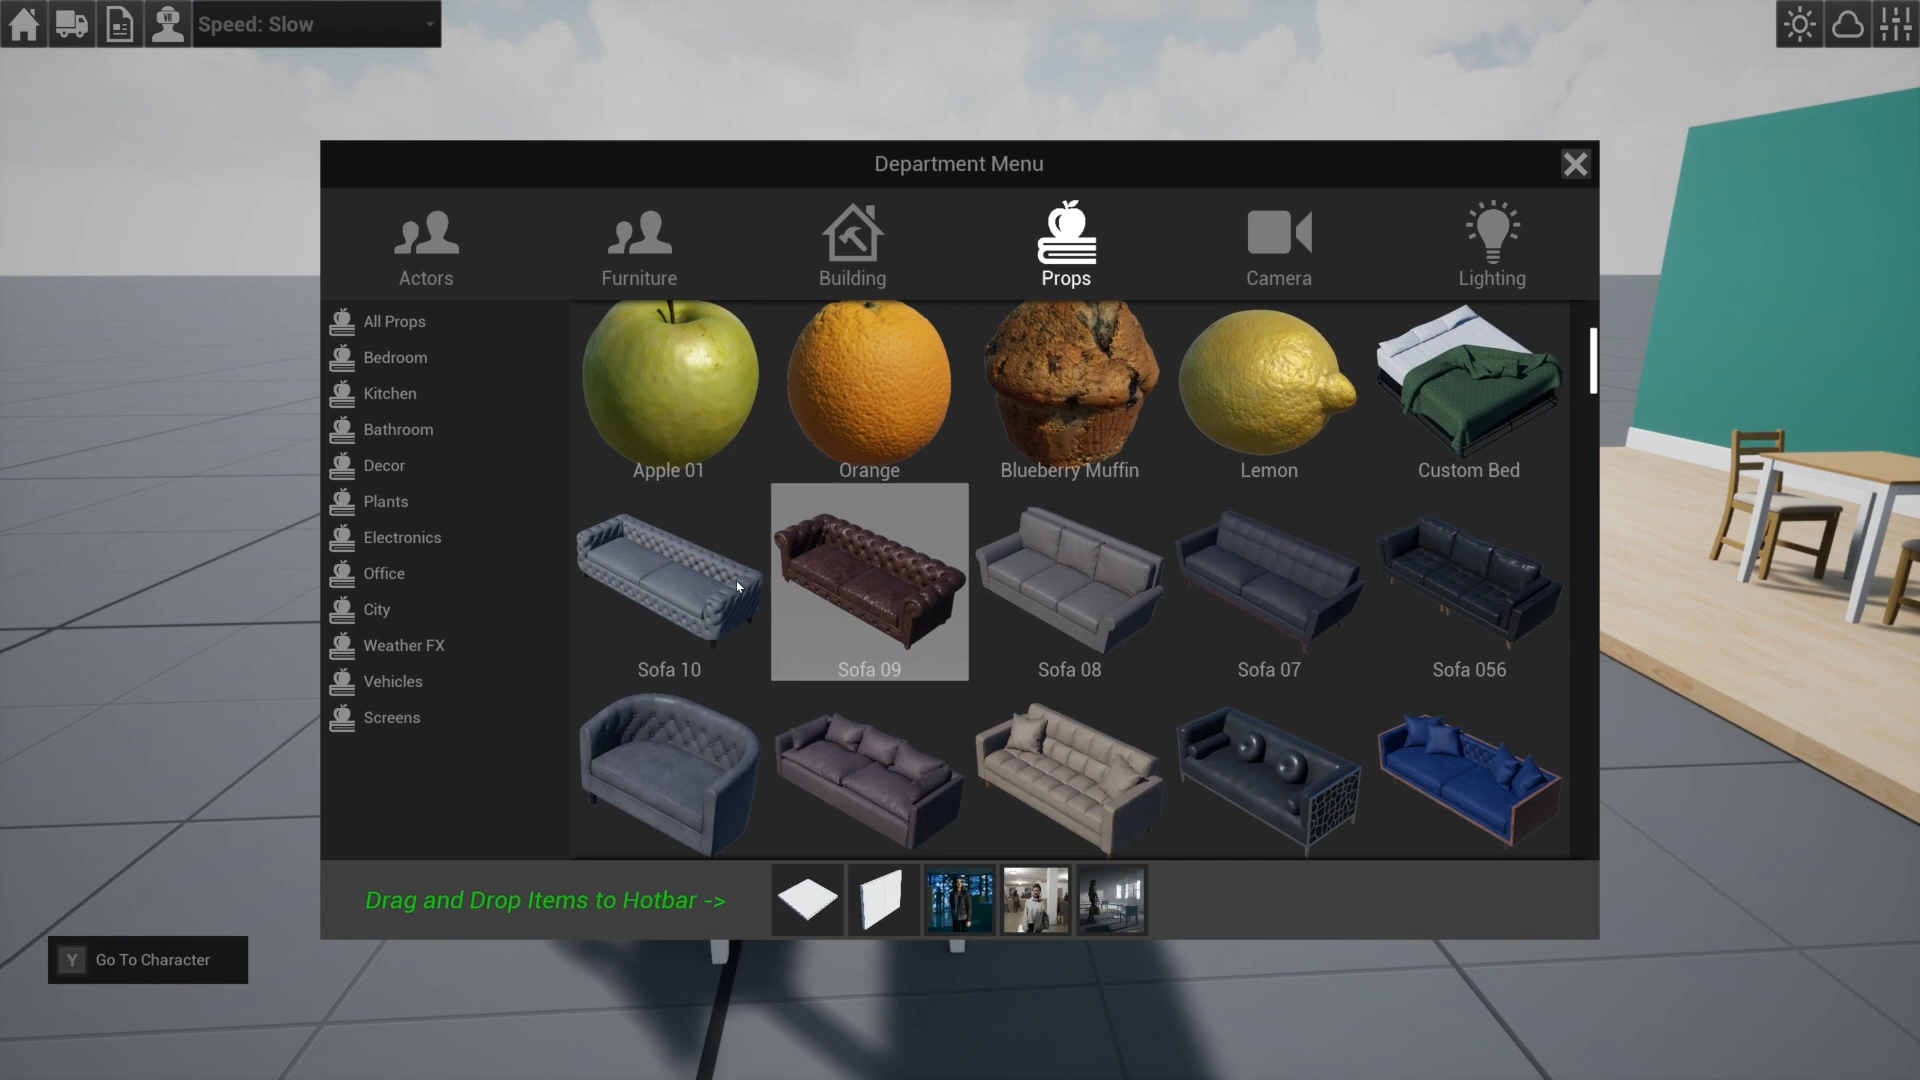 VR
Speed: Slow
Department Menu
Actors
Furniture
Building
Props
Camera
Lighting
All Props
Bedroom
Kitchen
Bathroom
Decor
Plants
Electronics
Office
City
Weather FX
Vehicles
Screens
Apple 01
Orange
Blueberry Muffin
Lemon
Custom Bed
Sofa 10
Sofa 09
Sofa 08
Sofa 07
Sofa 056
Drag and Drop Items to Hotbar ->
Y Go To Character